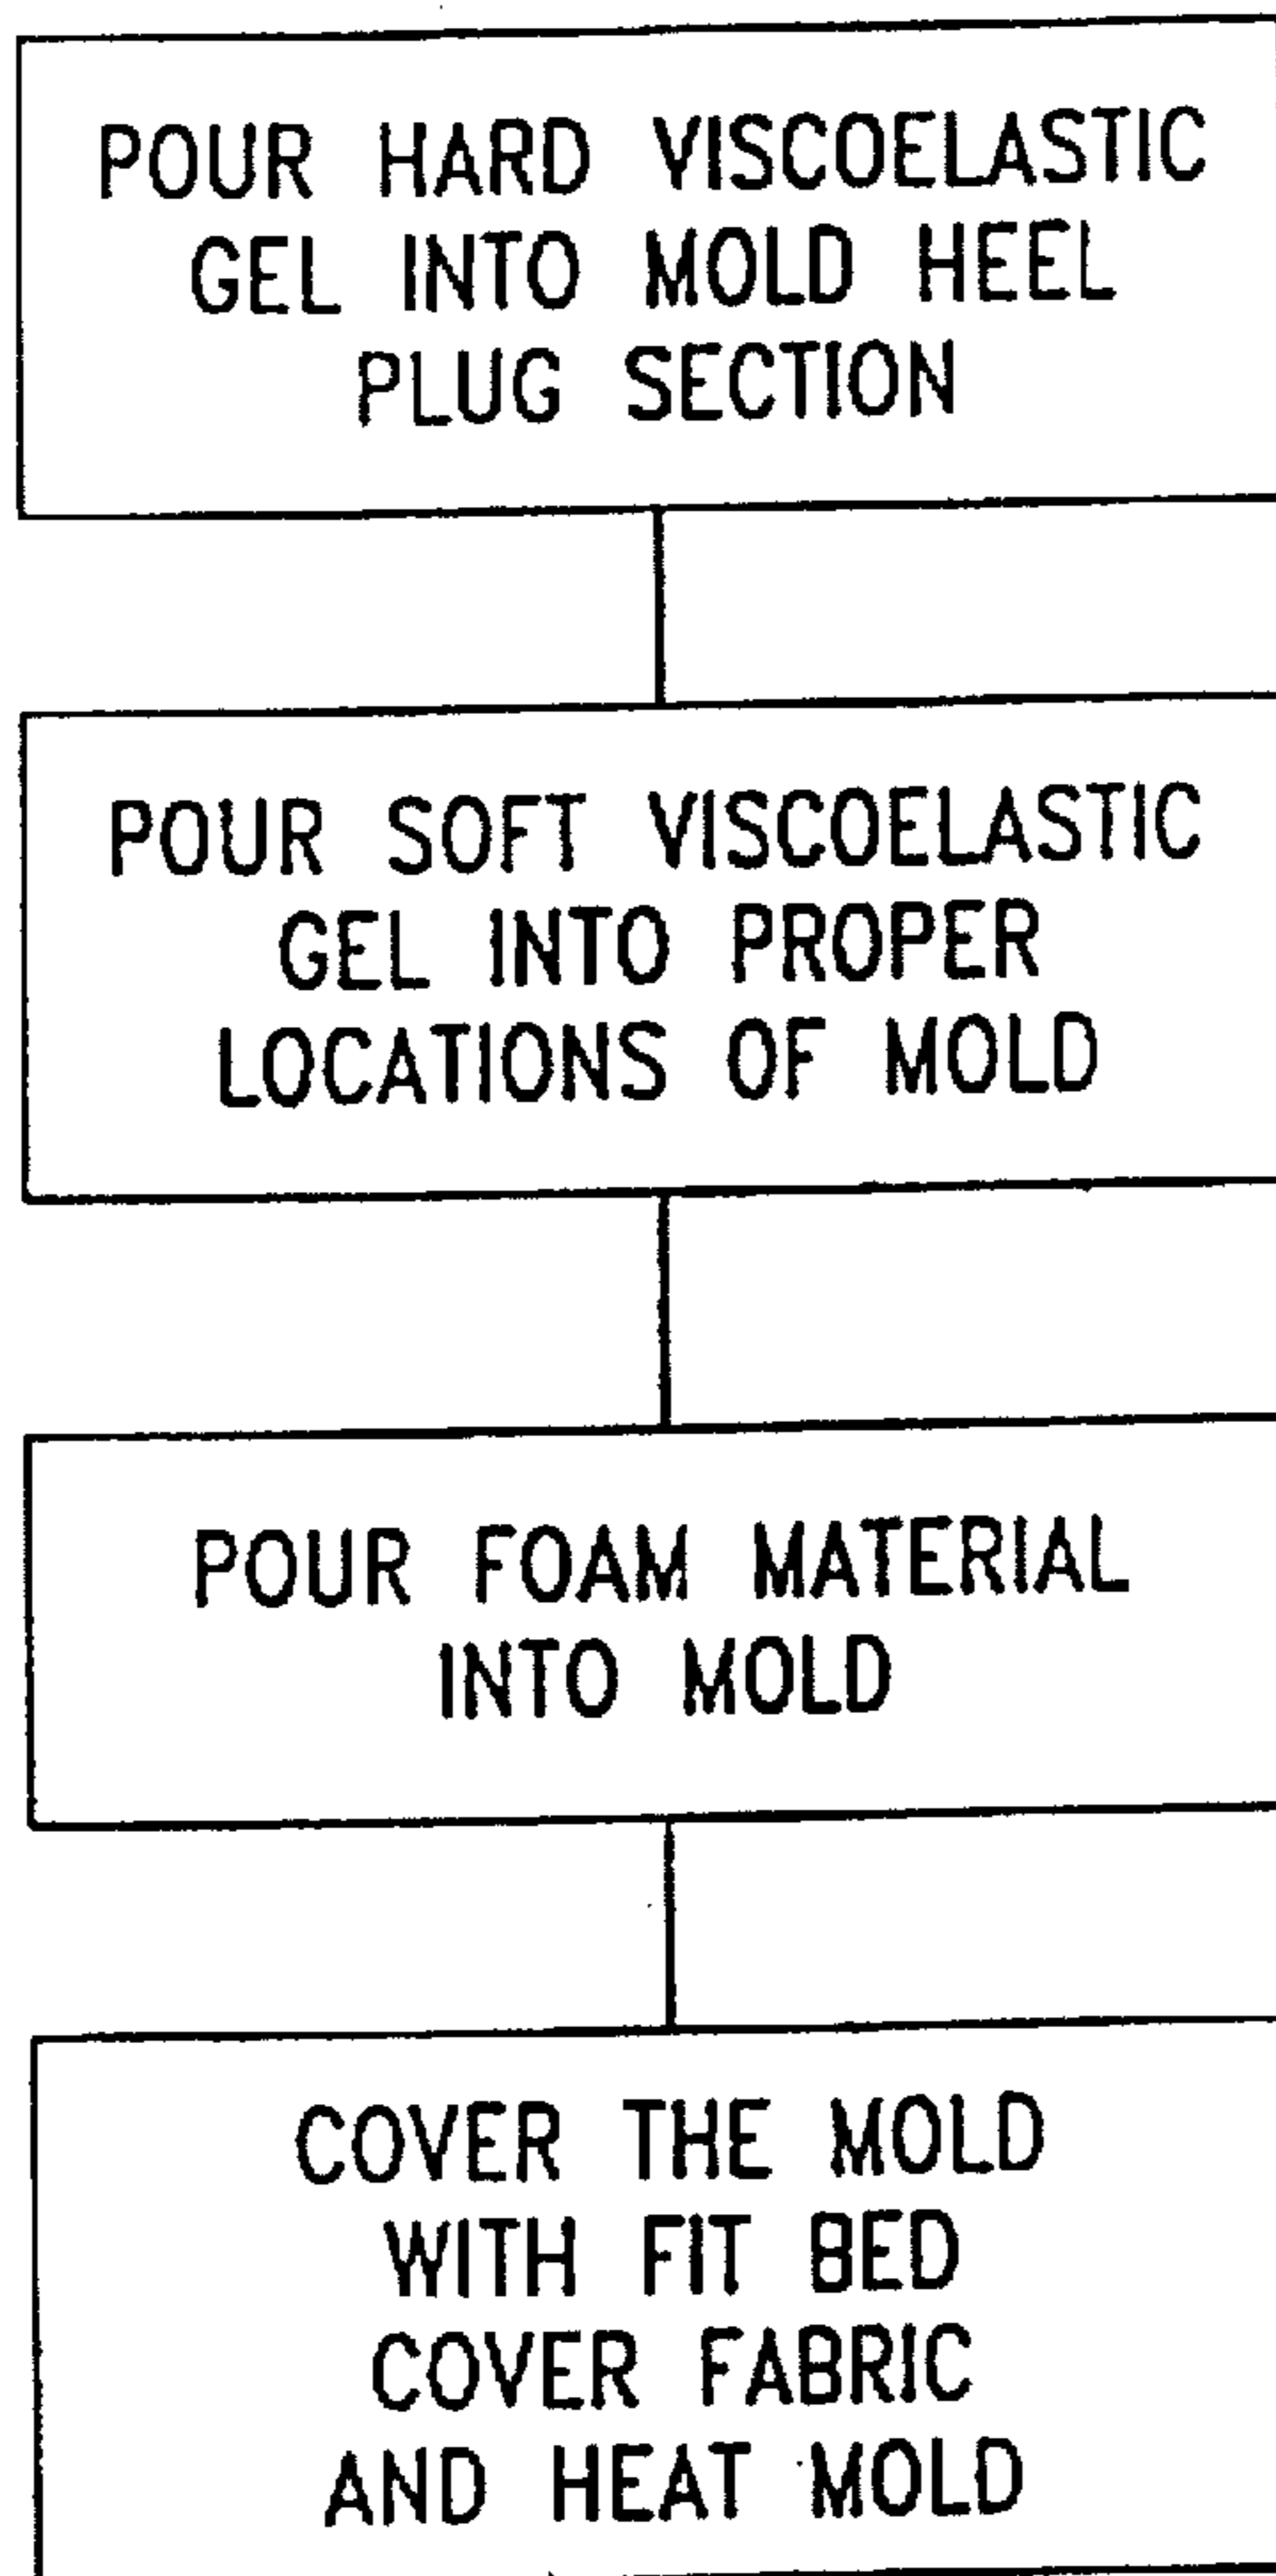 POUR HARD VISCOELASTIC
GEL INTO MOLD HEEL
PLUG SECTION
POUR SOFT VISCOELASTIC
GEL INTO PROPER
LOCATIONS OF MOLD
POUR FOAM MATERIAL
INTO MOLD
COVER THE MOLD
WITH FIT BED
COVER FABRIC
AND HEAT MOLD